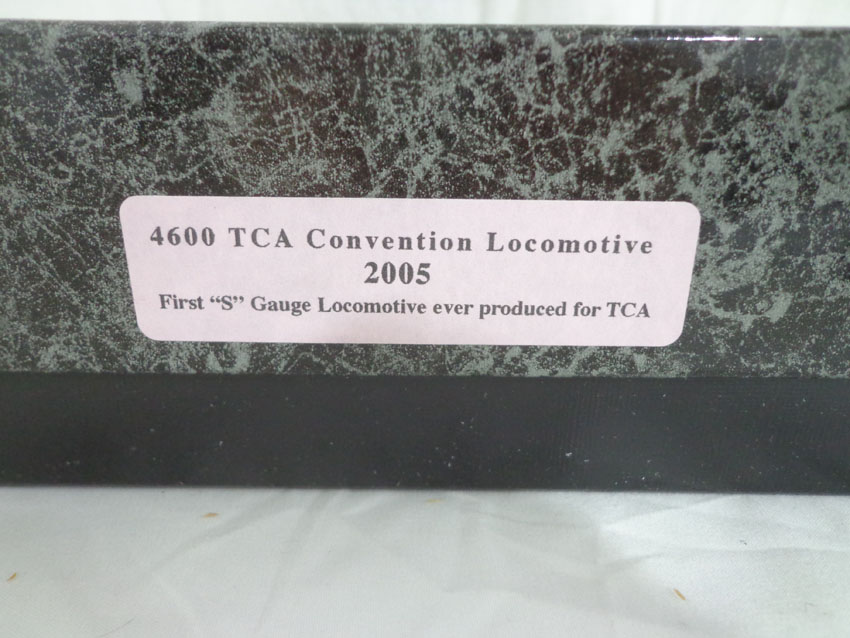 4600 TCA Convention Locomotive
2005
First “S” Gauge Locomotive ever produced for TCA